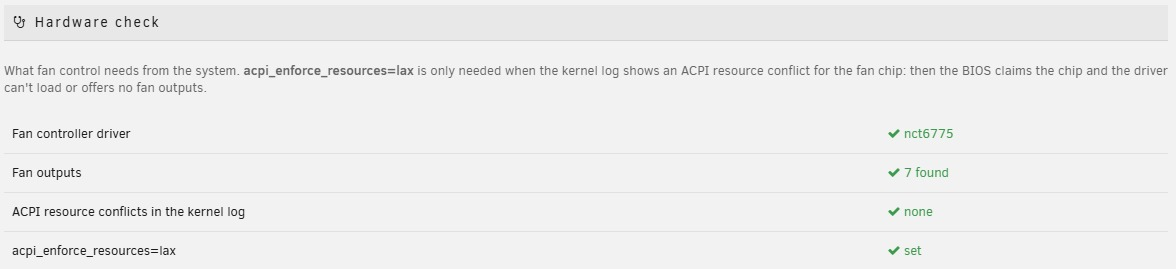 Hardware check
What fan control needs from the system. acpi_enforce_resources=lax is only needed when the kernel log shows an ACPI resource conflict for the fan chip: then the BIOS claims the chip and the driver
can't load or offers no fan outputs.
Fan controller driver ✔ nct6775
Fan outputs ✔ 7 found
ACPI resource conflicts in the kernel log ✔ none
acpi_enforce_resources=lax ✔ set